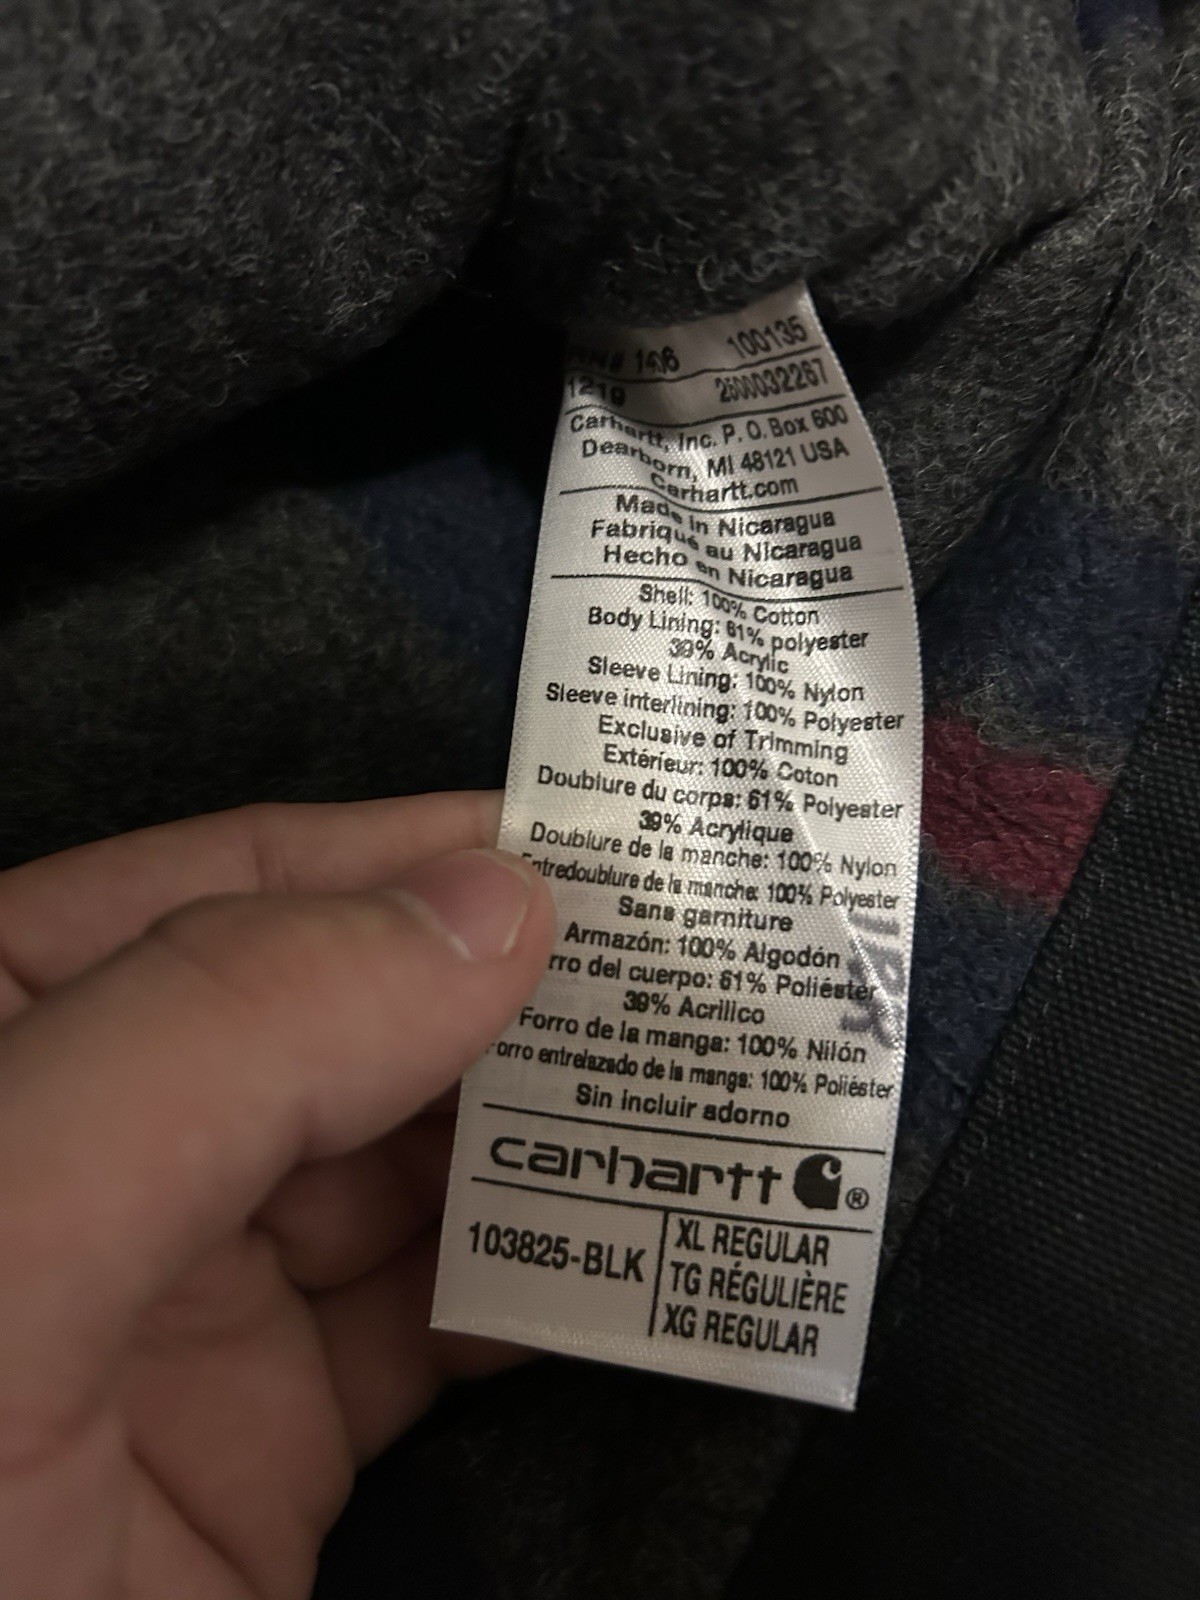 RN# 1406 100135
1219 2600032267
Carhartt, Inc. P. O. Box 600
Dearborn, MI 48121 USA
Carhartt.com
Made in Nicaragua
Fabriqué au Nicaragua
Hecho en Nicaragua
Shell: 100% Cotton
Body Lining: 61% polyester
39% Acrylic
Sleeve Lining: 100% Nylon
Sleeve interlining: 100% Polyester
Exclusive of Trimming
Extérieur: 100% Coton
Doublure du corps: 61% Polyester
39% Acrylique
Doublure de la manche: 100% Nylon
Entredoublure de la manche: 100% Polyester
Sans garniture
Armazón: 100% Algodón
rro del cuerpo: 61% Poliéster
39% Acrilico
Forro de la manga: 100% Nilón
orro entrelazado de la manga: 100% Poliéster
Sin incluir adorno
carhartt ®
103825-BLK
XL REGULAR
TG RÉGULIÈRE
XG REGULAR